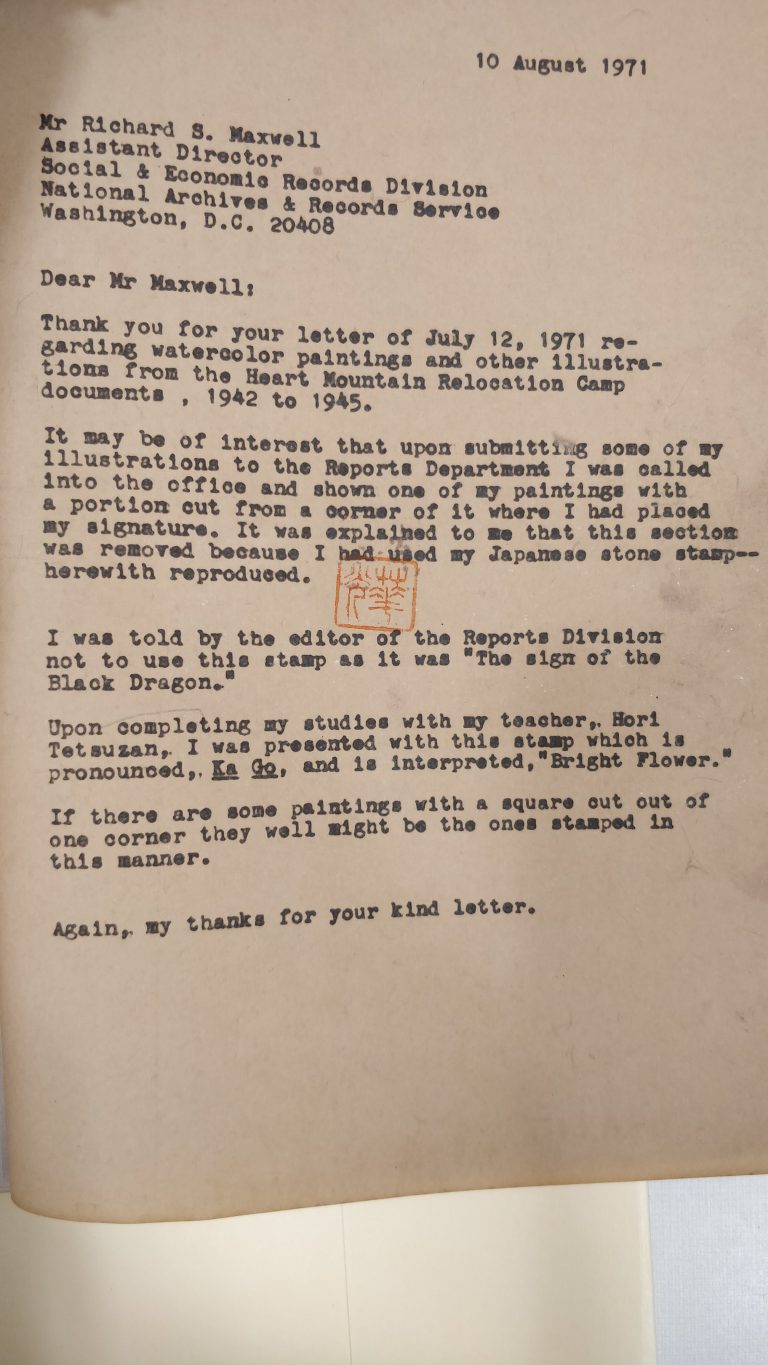 10 August 1971
Mr Richard S. Maxwell
Assistant Director
Social & Economic Records Division
National Archives & Records Service
Washington, D.C. 20408
Dear Mr Maxwell:
Thank you for your letter of July 12, 1971 re-
garding watercolor paintings and other illustra-
tions from the Heart Mountain Relocation Camp
documents , 1942 to 1945.
It may be of interest that upon submitting some of my
illustrations to the Reports Department I was called
into the office and shown one of my paintings with
a portion cut from a corner of it where I had placed
my signature. It was explained to me that this section
was removed because I had used my Japanese stone stamp--
herewith reproduced.
I was told by the editor of the Reports Division
not to use this stamp as it was "The sign of the
Black Dragon."
Upon completing my studies with my teacher,. Hori
Tetsuzan,. I was presented with this stamp which is
pronounced,. Ka Go, and is interpreted,"Bright Flower."
If there are some paintings with a square cut out of
one corner they well might be the ones stamped in
this manner.
Again,. my thanks for your kind letter.